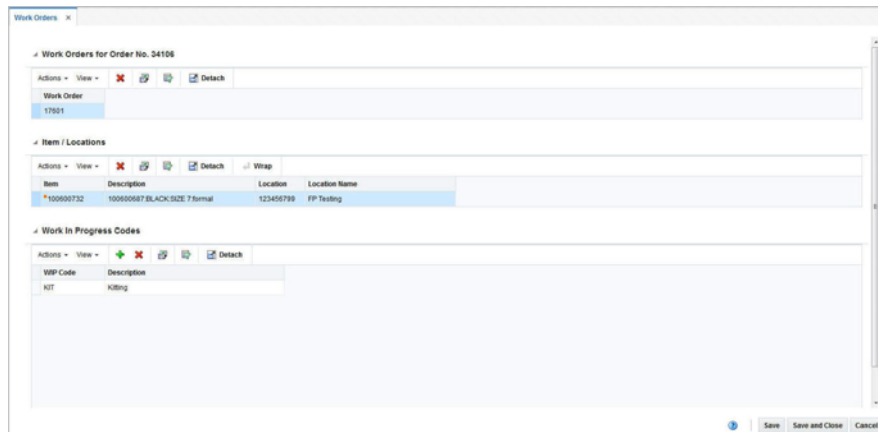 Work Orders ×
Work Orders for Order No. 34106
Actions View Detach
Work Order
17601
Item / Locations
Actions View Detach Wrap
Item Description Location Location Name
*100600732 100600687:BLACK:SIZE 7:formal 123456799 FP Testing
Work In Progress Codes
Actions View Detach
WIP Code Description
KIT Kitting
Save Save and Close Cancel